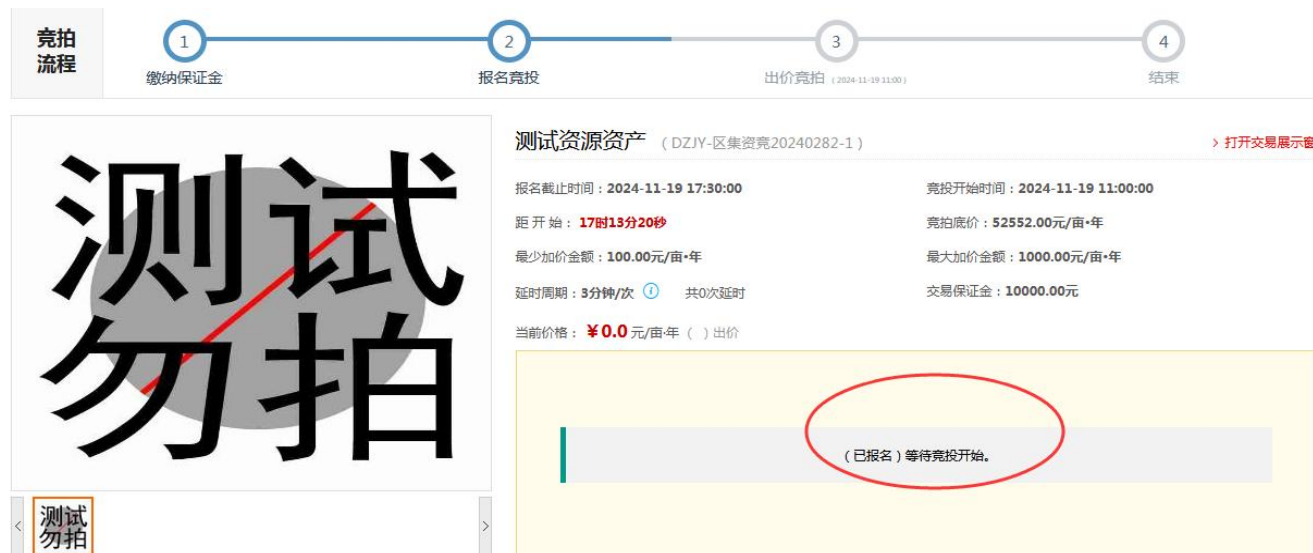 竞拍
流程
1
2
3
4
缴纳保证金
报名竞投
出价竞拍 (2024-11-19 11:00)
结束
测试
勿拍
测试资源资产 (DZJY-区集资竞20240282-1)
> 打开交易展示窗
报名截止时间:2024-11-19 17:30:00
竞投开始时间:2024-11-19 11:00:00
距 开 始: 17时13分20秒
竞拍底价:52552.00元/亩•年
最少加价金额:100.00元/亩•年
最大加价金额:1000.00元/亩•年
延时周期:3分钟/次 i 共0次延时
交易保证金:10000.00元
当前价格: ¥0.0 元/亩·年 ( )出价
(已报名)等待竞投开始。
<
测试
勿拍
>